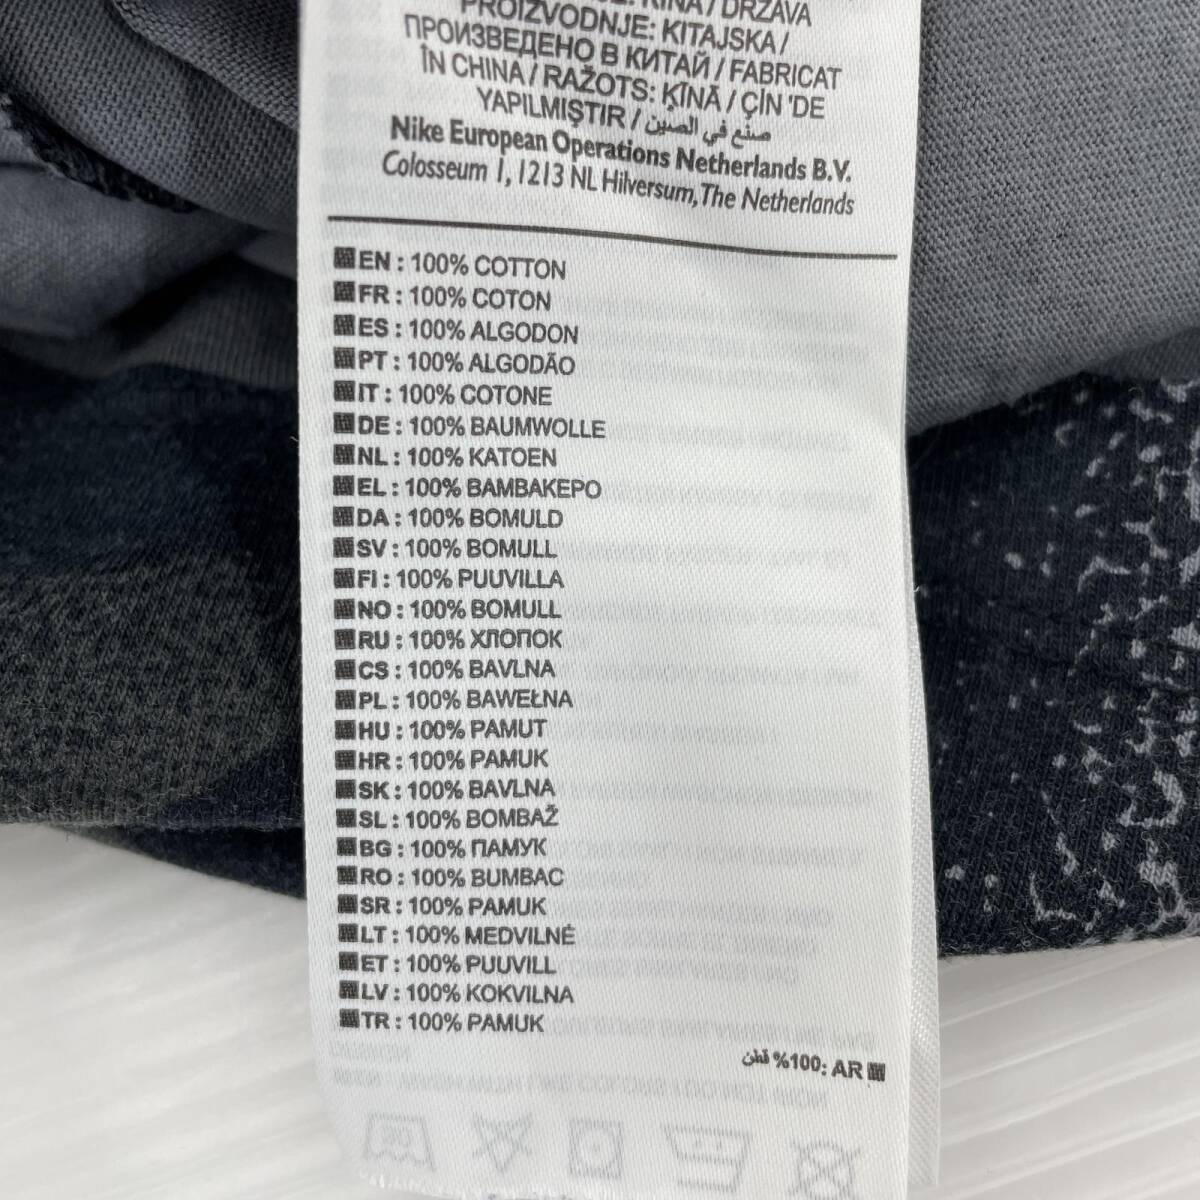 KINA / DRŽAVA
PROIZVODNJE: KITAJSKA /
ПРОИЗВЕДЕНО В КИТАЙ / FABRICAT
ÎN CHINA / RAŽOTS: ĶĪNĀ / ÇİN 'DE
YAPILMIŞTIR / صنع في الصين
Nike European Operations Netherlands B.V.
Colosseum 1, 1213 NL Hilversum, The Netherlands
EN : 100% COTTON
FR : 100% COTON
ES : 100% ALGODON
PT : 100% ALGODÃO
IT : 100% COTONE
DE : 100% BAUMWOLLE
NL : 100% KATOEN
EL : 100% ΒΑΜΒΑΚΕΡΟ
DA : 100% BOMULD
SV : 100% BOMULL
FI : 100% PUUVILLA
NO : 100% BOMULL
RU : 100% ХЛОПОК
CS : 100% BAVLNA
PL : 100% BAWEŁNA
HU : 100% PAMUT
HR : 100% PAMUK
SK : 100% BAVLNA
SL : 100% BOMBAŽ
BG : 100% ПАМУК
RO : 100% BUMBAC
SR : 100% PAMUK
LT : 100% MEDVILNĖ
ET : 100% PUUVILL
LV : 100% KOKVILNA
TR : 100% PAMUK
AR :100% قطن